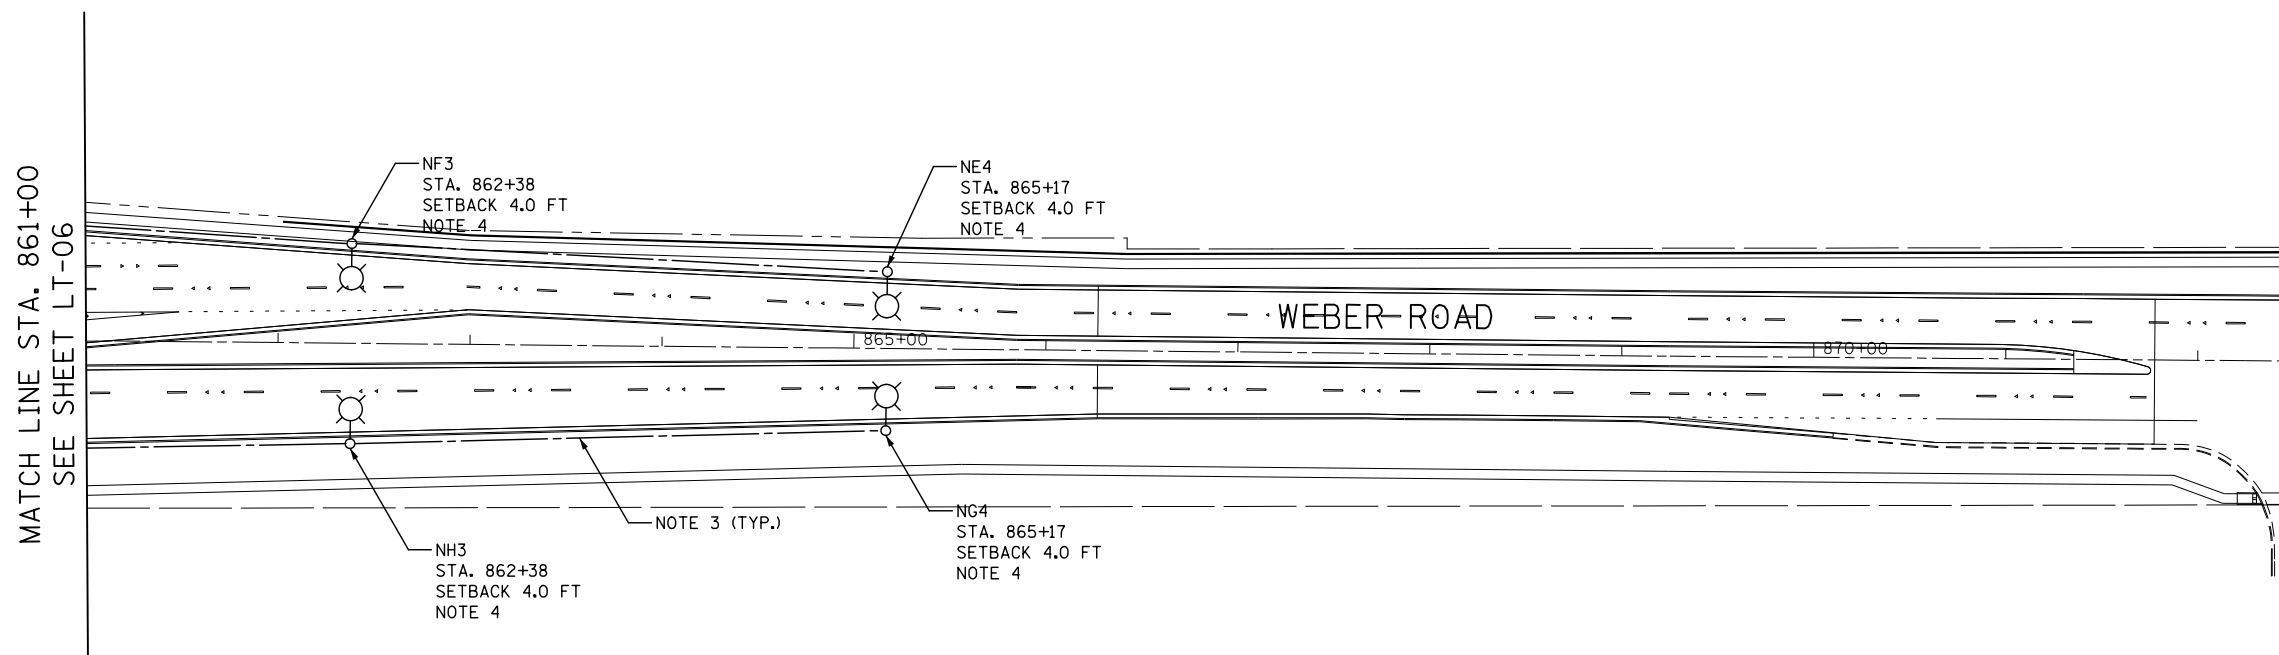 MATCH LINE STA. 861+00
SEE SHEET LT-06
NF3
STA. 862+38
SETBACK 4.0 FT
NOTE 4
NE4
STA. 865+17
SETBACK 4.0 FT
NOTE 4
WEBER ROAD
865+00
870+00
NOTE 3 (TYP.)
NH3
STA. 862+38
SETBACK 4.0 FT
NOTE 4
NG4
STA. 865+17
SETBACK 4.0 FT
NOTE 4